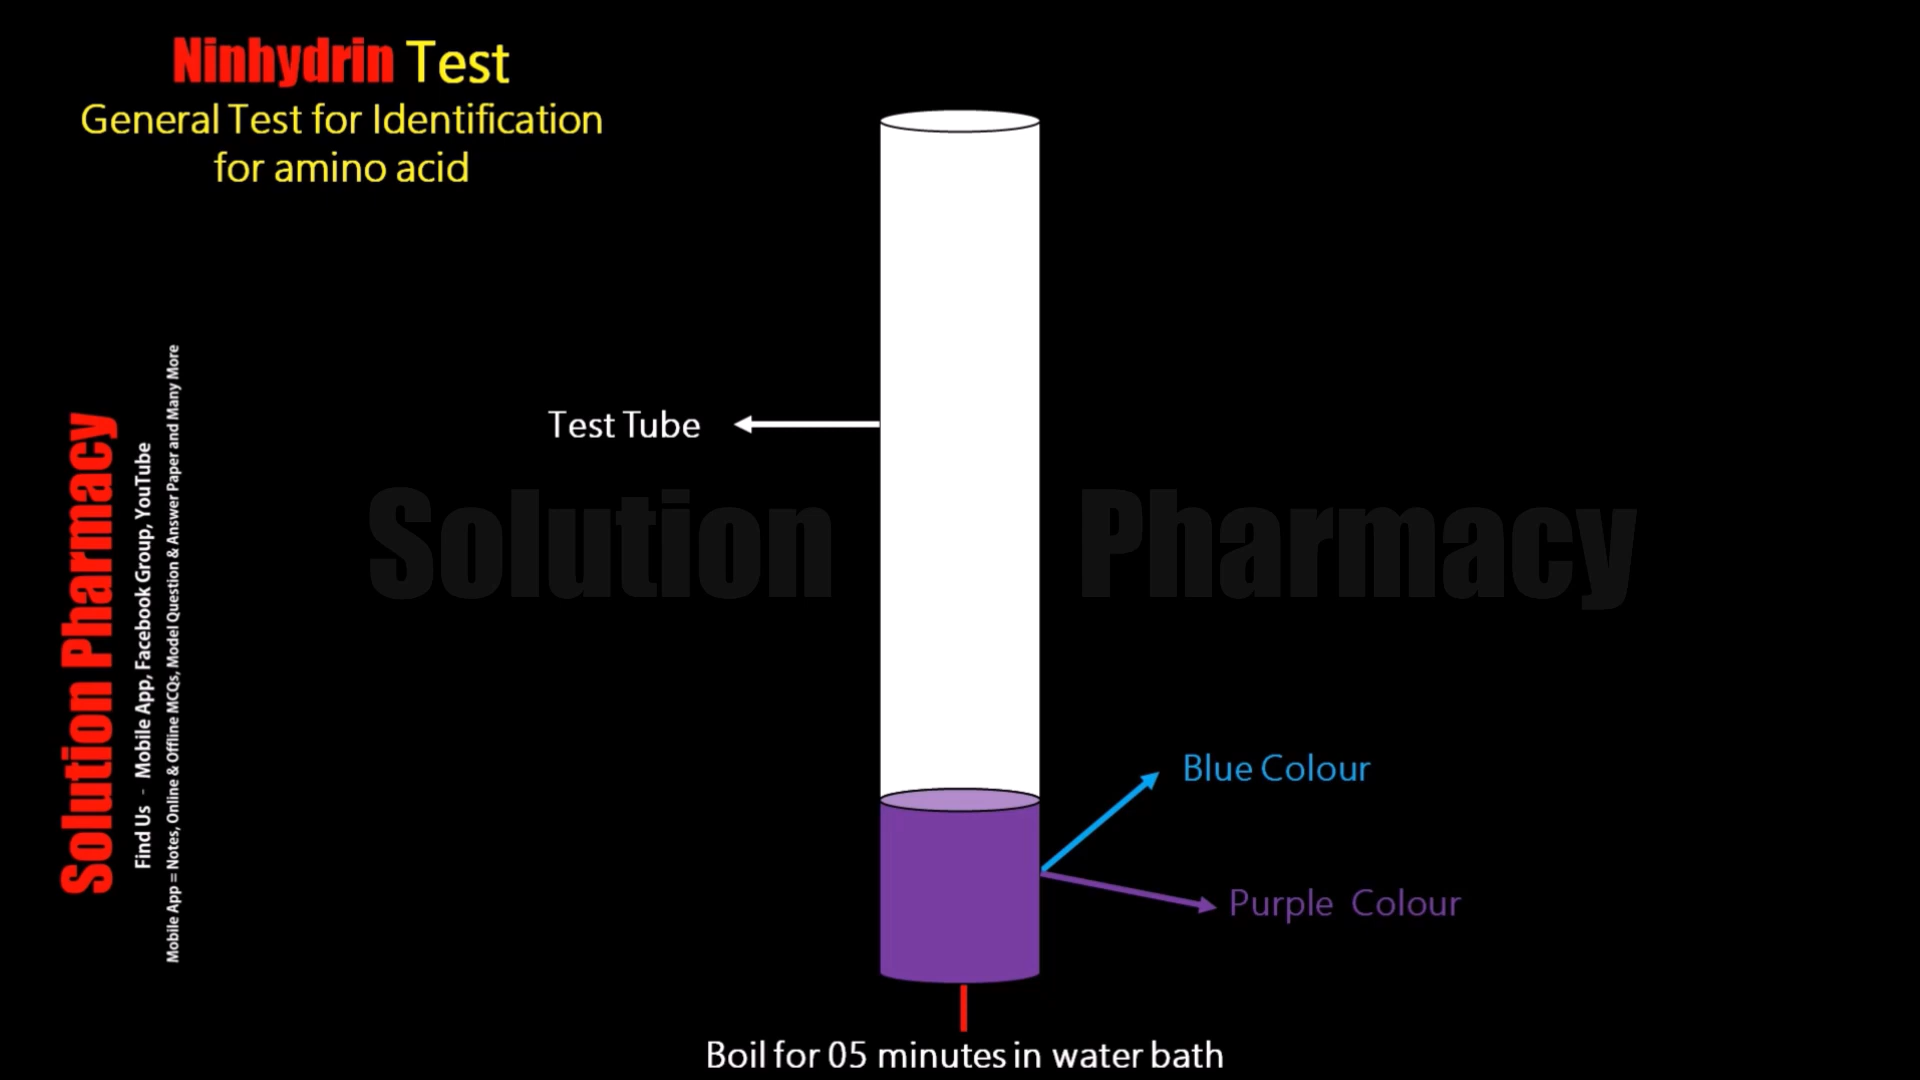 Ninhydrin Test
General Test for Identification
for amino acid
Test Tube
Solution Pharmacy
Blue Colour
Purple Colour
Boil for 05 minutes in water bath
Solution Pharmacy
Find Us - Mobile App, Facebook Group, YouTube
Mobile App = Notes, Online & Offline MCQs, Model Question & Answer Paper and Many More